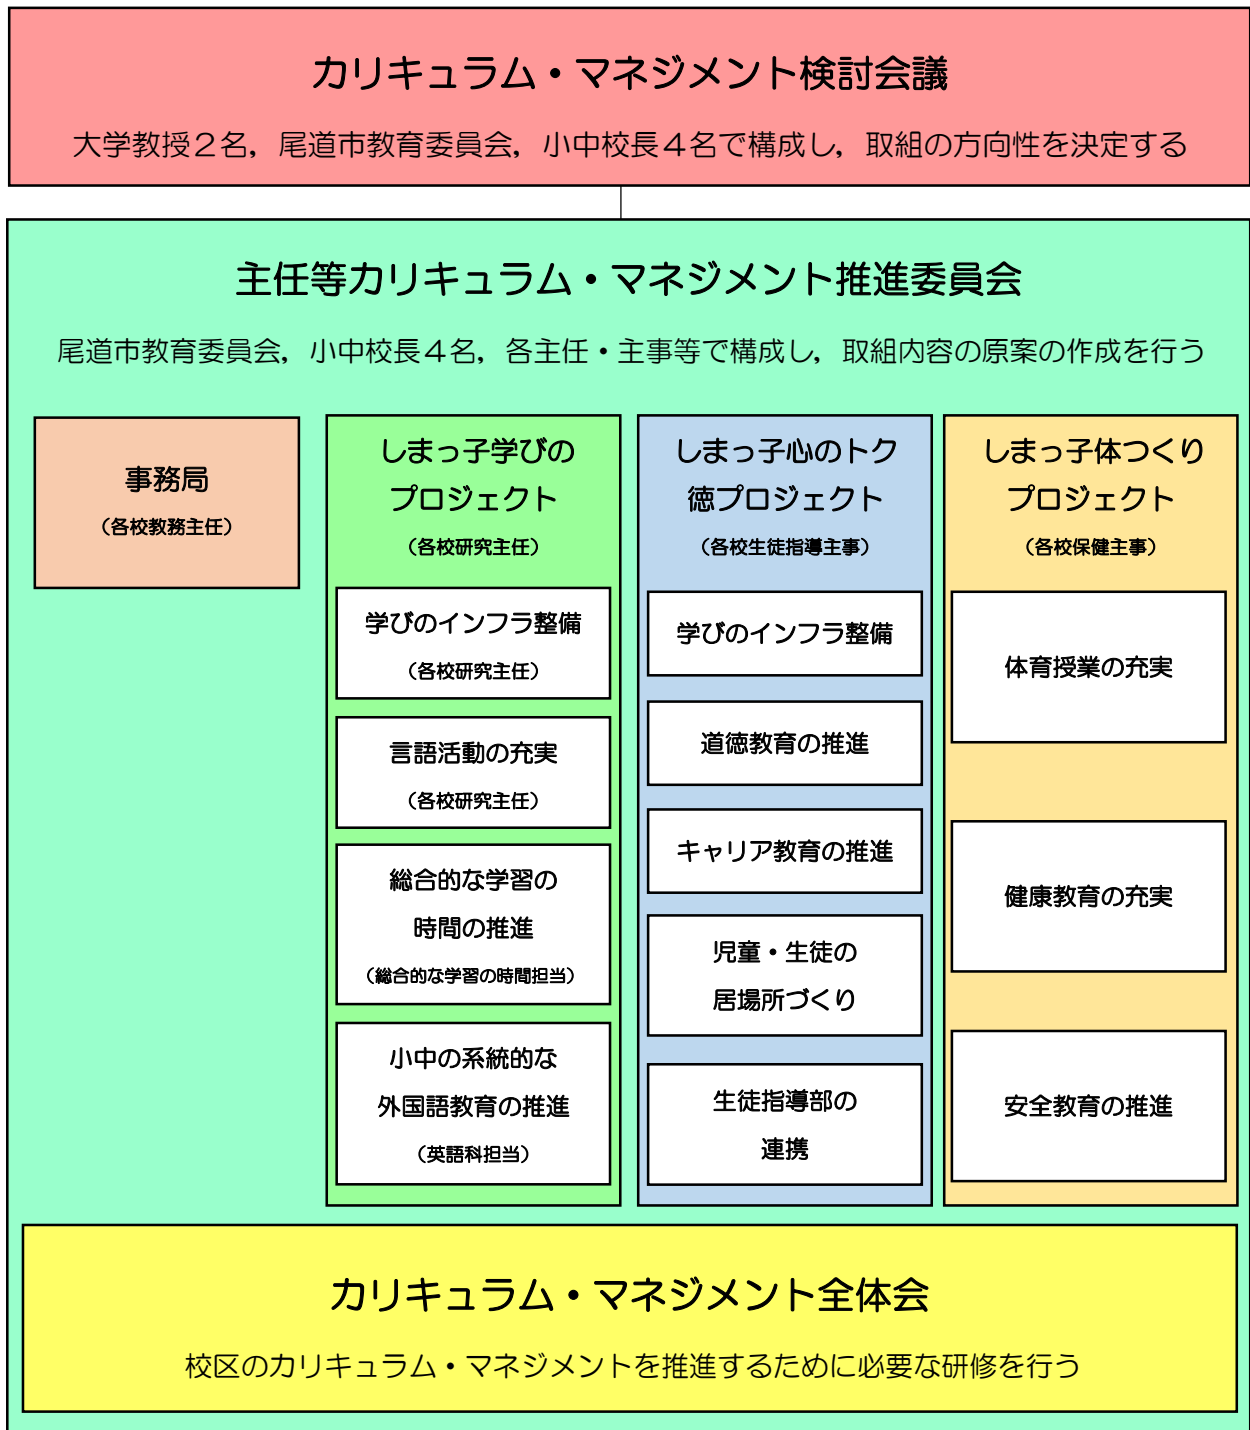 カリキュラム・マネジメント検討会議
大学教授２名，尾道市教育委員会，小中校長４名で構成し，取組の方向性を決定する
主任等カリキュラム・マネジメント推進委員会
尾道市教育委員会，小中校長４名，各主任・主事等で構成し，取組内容の原案の作成を行う
事務局
（各校教務主任）
しまっ子学びの
プロジェクト
（各校研究主任）
学びのインフラ整備
（各校研究主任）
言語活動の充実
（各校研究主任）
総合的な学習の
時間の推進
（総合的な学習の時間担当）
小中の系統的な
外国語教育の推進
（英語科担当）
しまっ子心のトク
徳プロジェクト
（各校生徒指導主事）
学びのインフラ整備
道徳教育の推進
キャリア教育の推進
児童・生徒の
居場所づくり
生徒指導部の
連携
しまっ子体つくり
プロジェクト
（各校保健主事）
体育授業の充実
健康教育の充実
安全教育の推進
カリキュラム・マネジメント全体会
校区のカリキュラム・マネジメントを推進するために必要な研修を行う